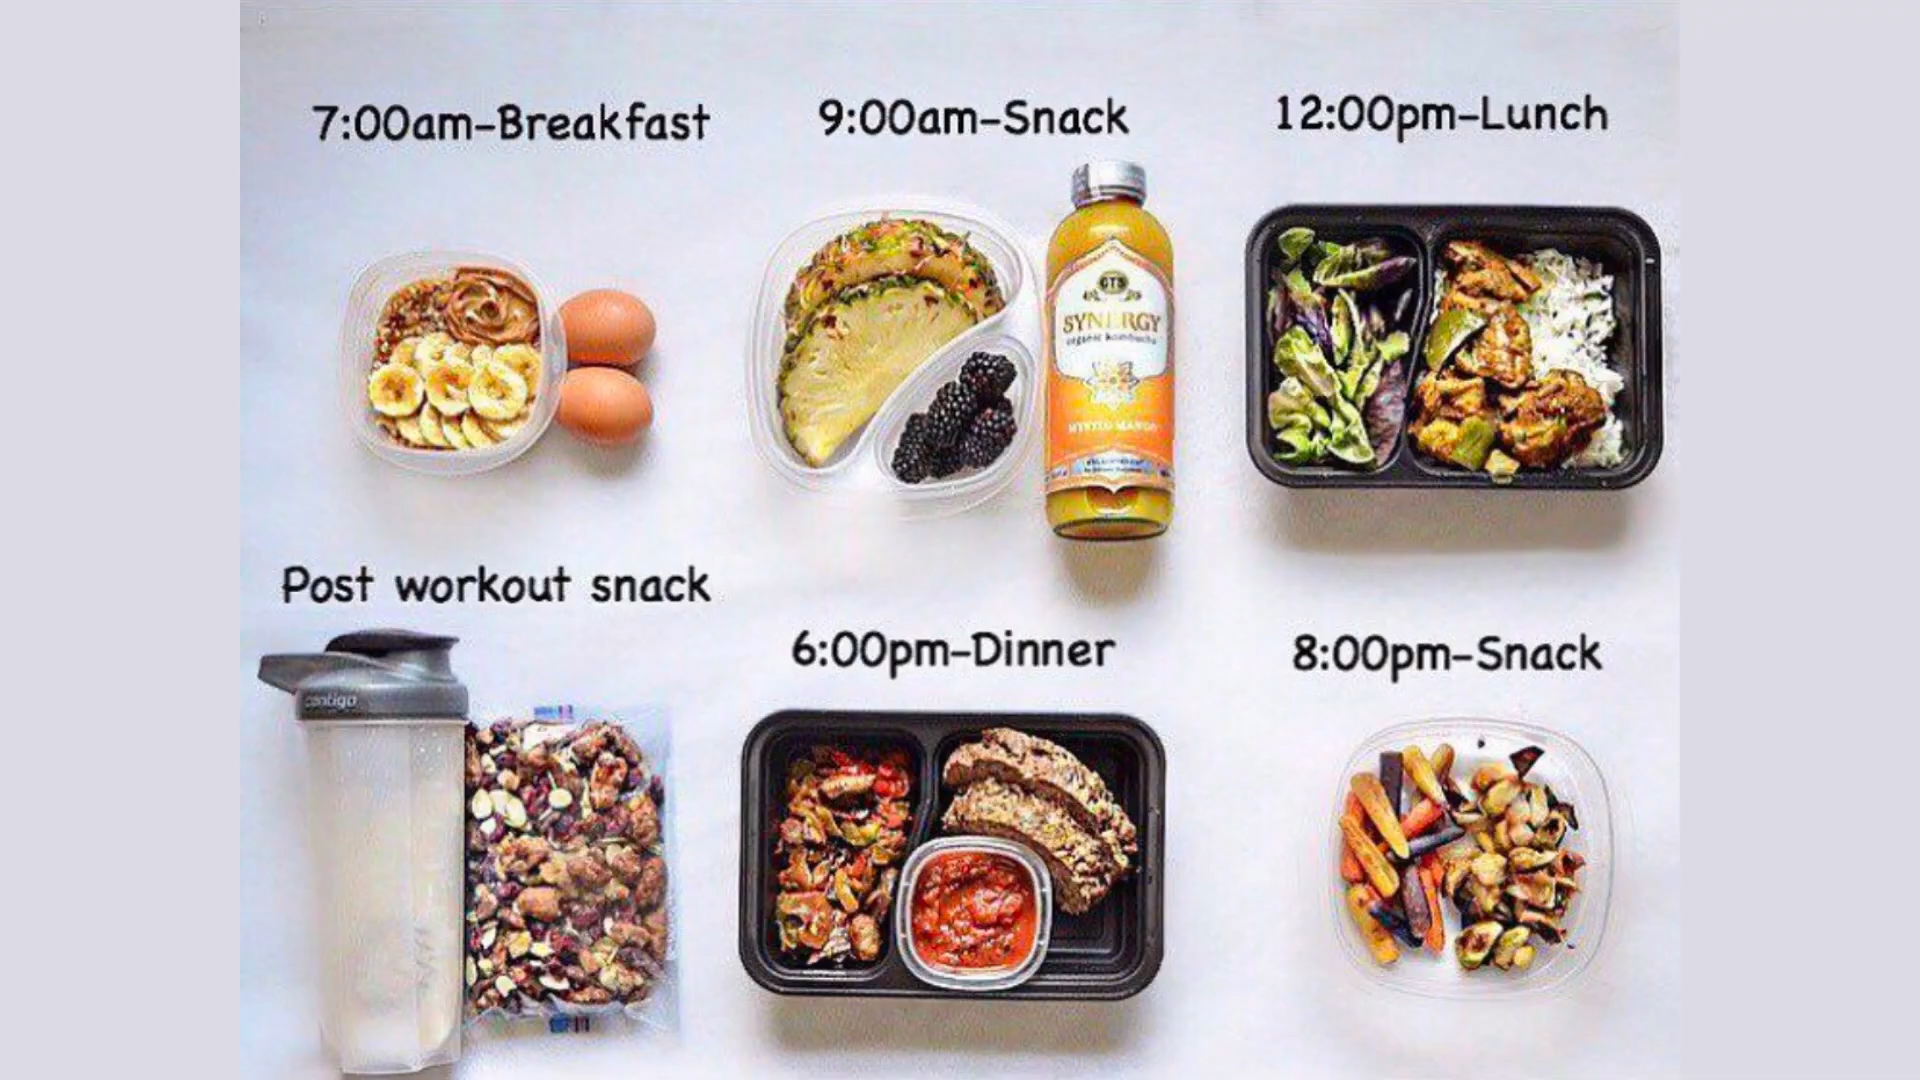 7:00am-Breakfast
9:00am-Snack
12:00pm-Lunch
GTS
SYNERGY
organic kombucha
MYSTIC MANGO
Post workout snack
contigo
6:00pm-Dinner
8:00pm-Snack